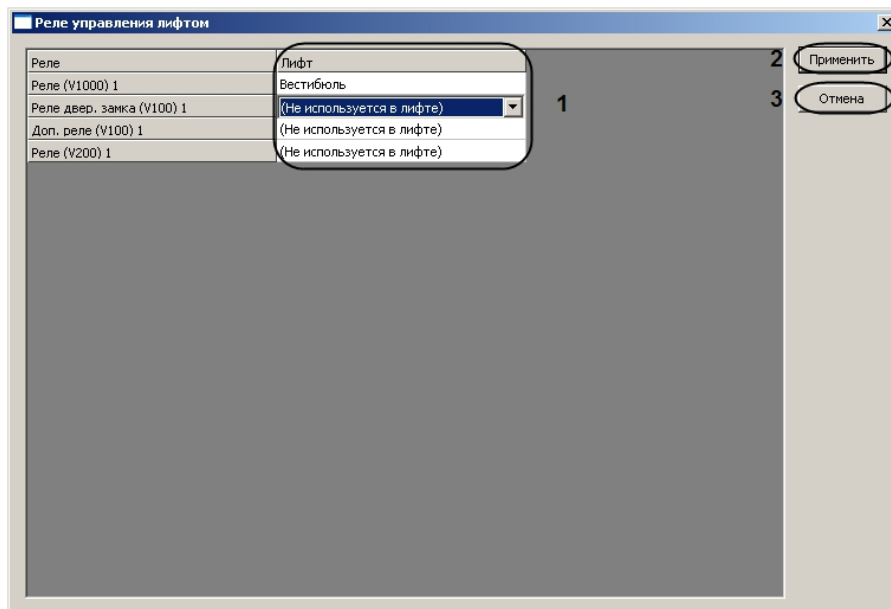 Реле управления лифтом
Реле Лифт
Реле (V1000) 1 Вестибюль
Реле двер. замка (V100) 1 (Не используется в лифте)
Доп. реле (V100) 1 (Не используется в лифте)
Реле (V200) 1 (Не используется в лифте)
1
2 Применить
3 Отмена